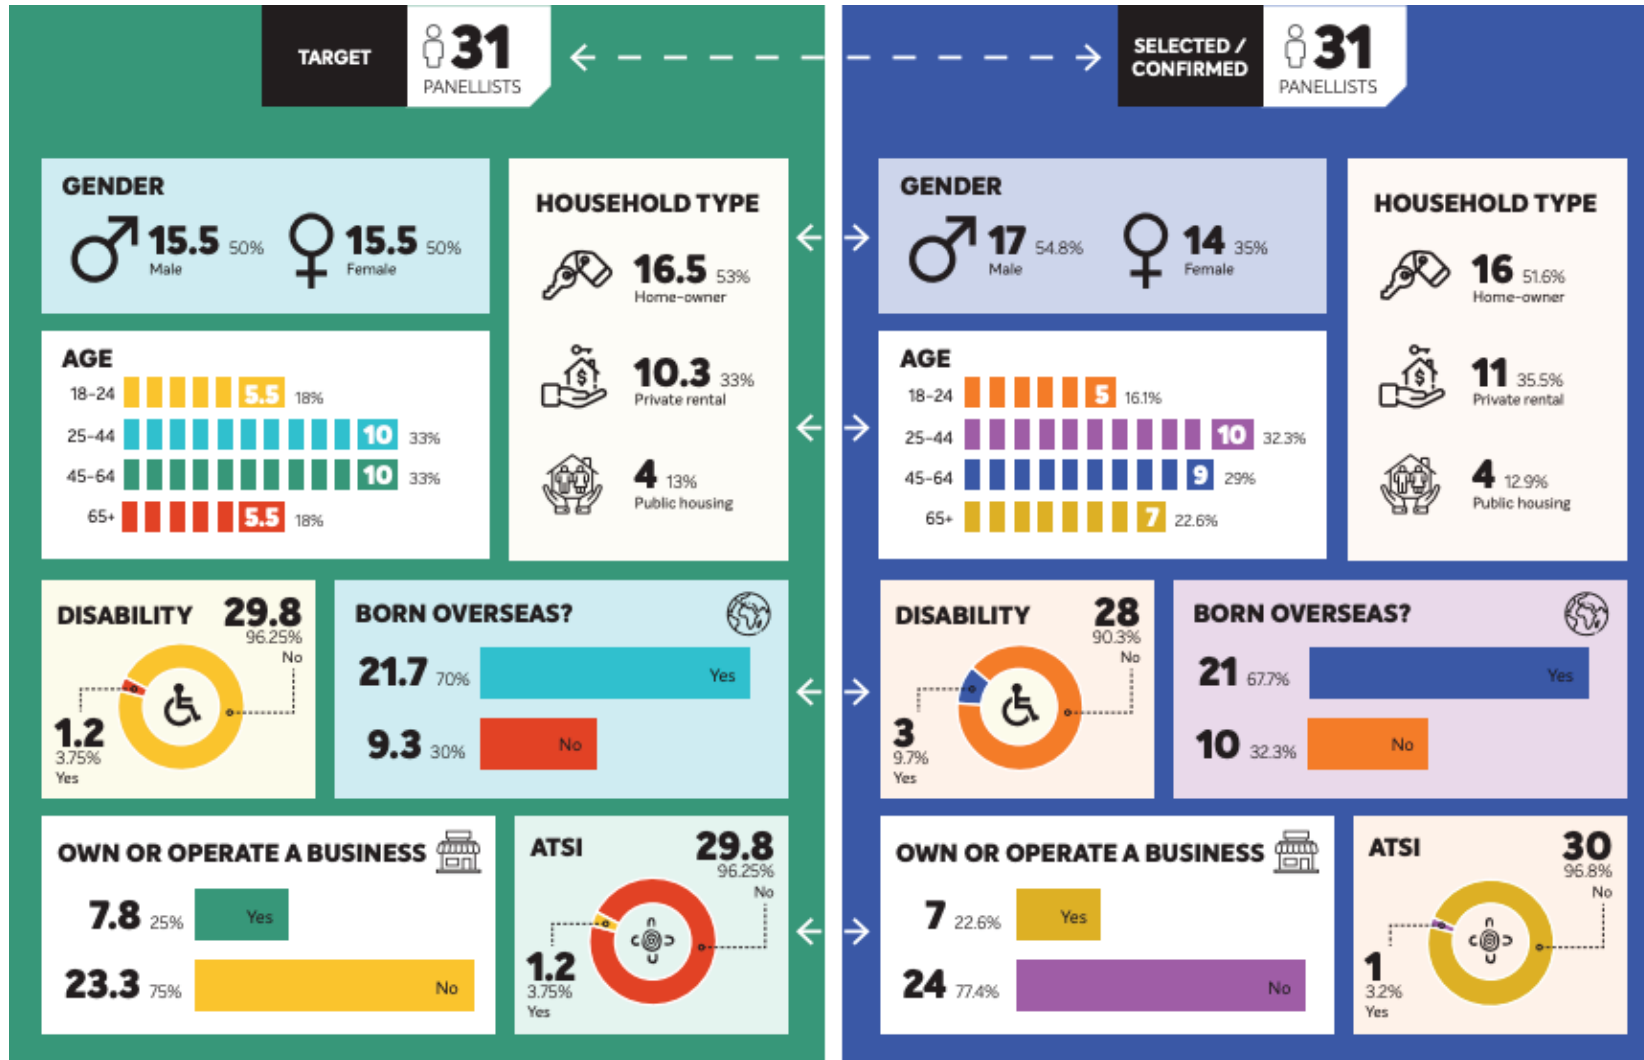 TARGET
31
PANELLISTS
GENDER
15.5 50%
Male
15.5 50%
Female
HOUSEHOLD TYPE
16.5 53%
Home-owner
10.3 33%
Private rental
4 13%
Public housing
AGE
18-24 5.5 18%
25-44 10 33%
45-64 10 33%
65+ 5.5 18%
DISABILITY
29.8
96.25%
No
1.2
3.75%
Yes
BORN OVERSEAS?
21.7 70% Yes
9.3 30% No
OWN OR OPERATE A BUSINESS
7.8 25% Yes
23.3 75% No
ATSI
29.8
96.25%
No
1.2
3.75%
Yes
SELECTED /
CONFIRMED
31
PANELLISTS
GENDER
17 54.8%
Male
14 35%
Female
HOUSEHOLD TYPE
16 51.6%
Home-owner
11 35.5%
Private rental
4 12.9%
Public housing
AGE
18-24 5 16.1%
25-44 10 32.3%
45-64 9 29%
65+ 7 22.6%
DISABILITY
28
90.3%
No
3
9.7%
Yes
BORN OVERSEAS?
21 67.7% Yes
10 32.3% No
OWN OR OPERATE A BUSINESS
7 22.6% Yes
24 77.4% No
ATSI
30
96.8%
No
1
3.2%
Yes